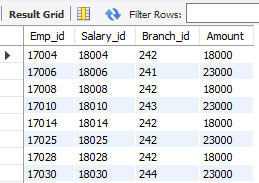 Result Grid Filter Rows:
Emp_id Salary_id Branch_id Amount
17004 18004 242 18000
17006 18006 241 23000
17008 18008 242 18000
17010 18010 243 23000
17014 18014 242 18000
17025 18025 242 23000
17028 18028 242 18000
17030 18030 244 23000